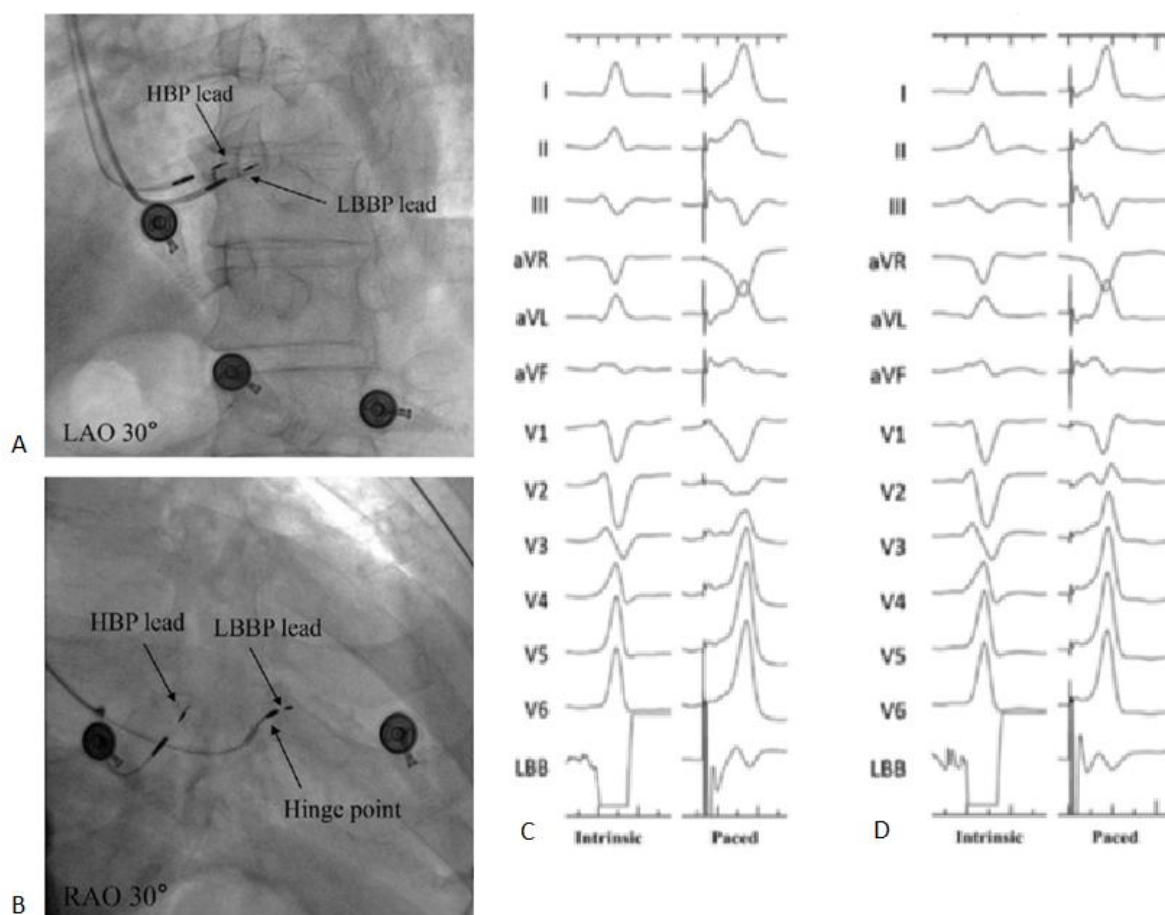 HBP lead
LBBP lead
LAO 30°
A
HBP lead
LBBP lead
Hinge point
RAO 30°
B
I
II
III
aVR
aVL
aVF
V1
V2
V3
V4
V5
V6
LBB
Intrinsic
Paced
C
I
II
III
aVR
aVL
aVF
V1
V2
V3
V4
V5
V6
LBB
Intrinsic
Paced
D